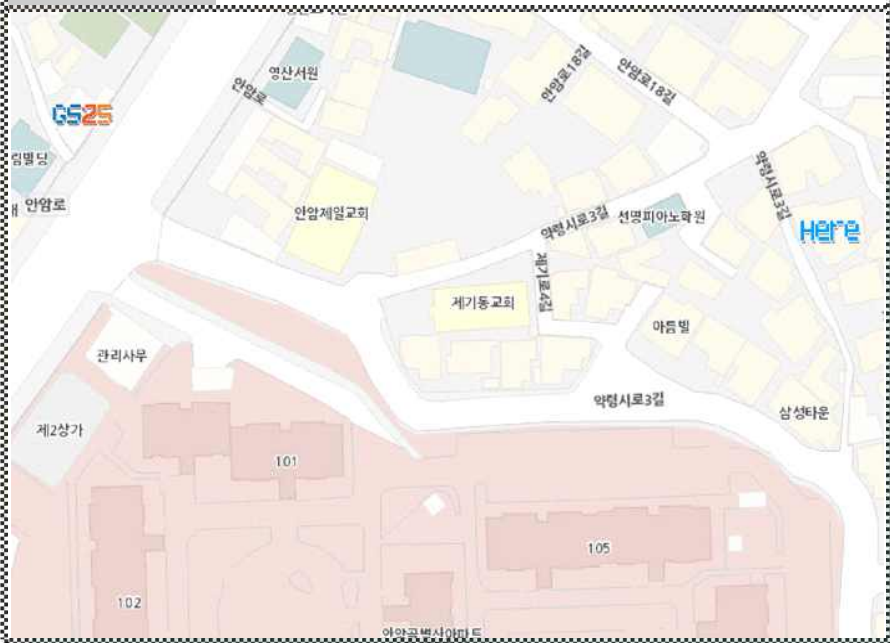 영산서원
안암로
안암로18길
안암로18길
GS25
림빌딩
안암로
안암제일교회
약령시로3길
선명피아노학원
약령시로3길
Here
제기로4길
제기동교회
아름빌
관리사무
약령시로3길
삼성타운
제2상가
101
105
102